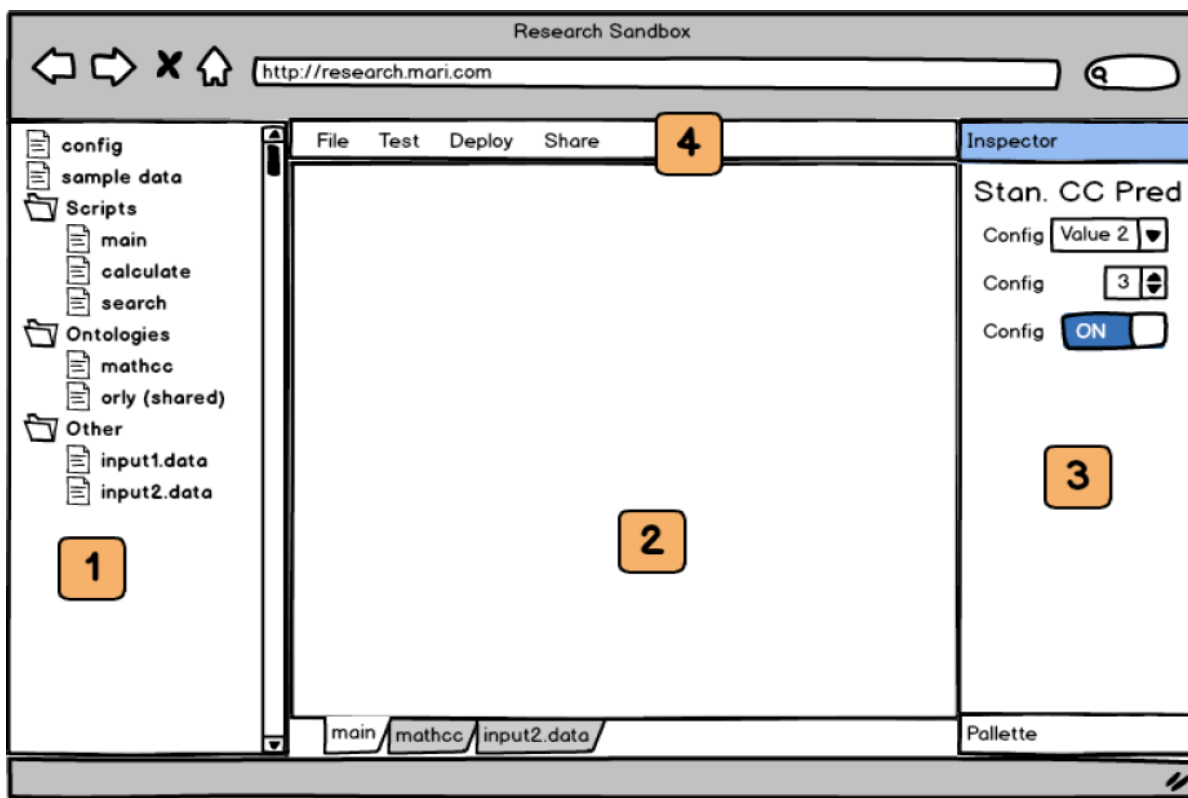 Research Sandbox
http://research.mari.com
config
sample data
Scripts
main
calculate
search
Ontologies
mathcc
orly (shared)
Other
input1.data
input2.data
1
File Test Deploy Share
4
2
main mathcc input2.data
Inspector
Stan. CC Pred
Config Value 2
Config 3
Config ON
3
Pallette